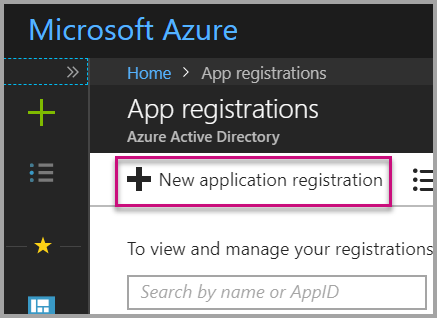 Microsoft Azure
Home > App registrations
App registrations
Azure Active Directory
New application registration
To view and manage your registrations
Search by name or AppID